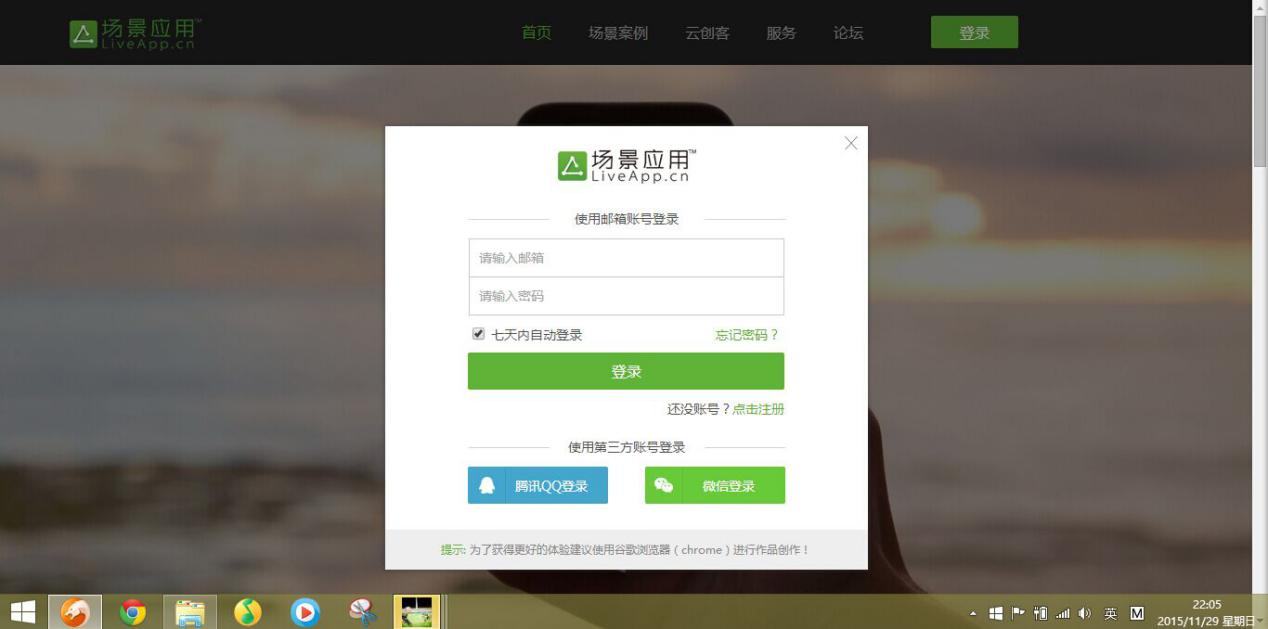 场景应用™
LiveApp.cn
首页 场景案例 云创客 服务 论坛 登录
场景应用™
LiveApp.cn
使用邮箱账号登录
请输入邮箱
请输入密码
七天内自动登录 忘记密码？
登录
还没账号？点击注册
使用第三方账号登录
腾讯QQ登录 微信登录
提示: 为了获得更好的体验建议使用谷歌浏览器（chrome）进行作品创作！
英 M
22:05
2015/11/29 星期日